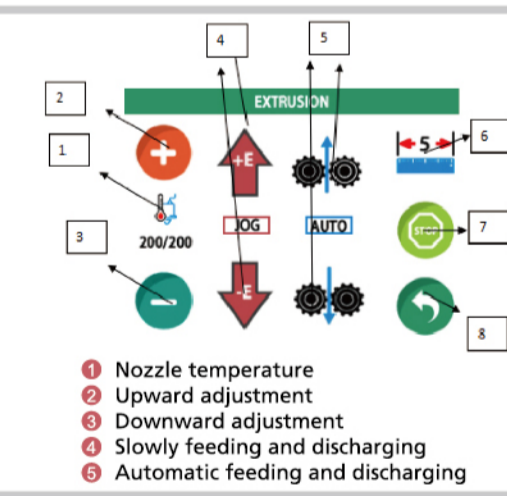 4 5
2
EXTRUSION
1 +E 5 6
200/200 JOG AUTO STOP 7
3
-E
8
1 Nozzle temperature
2 Upward adjustment
3 Downward adjustment
4 Slowly feeding and discharging
5 Automatic feeding and discharging